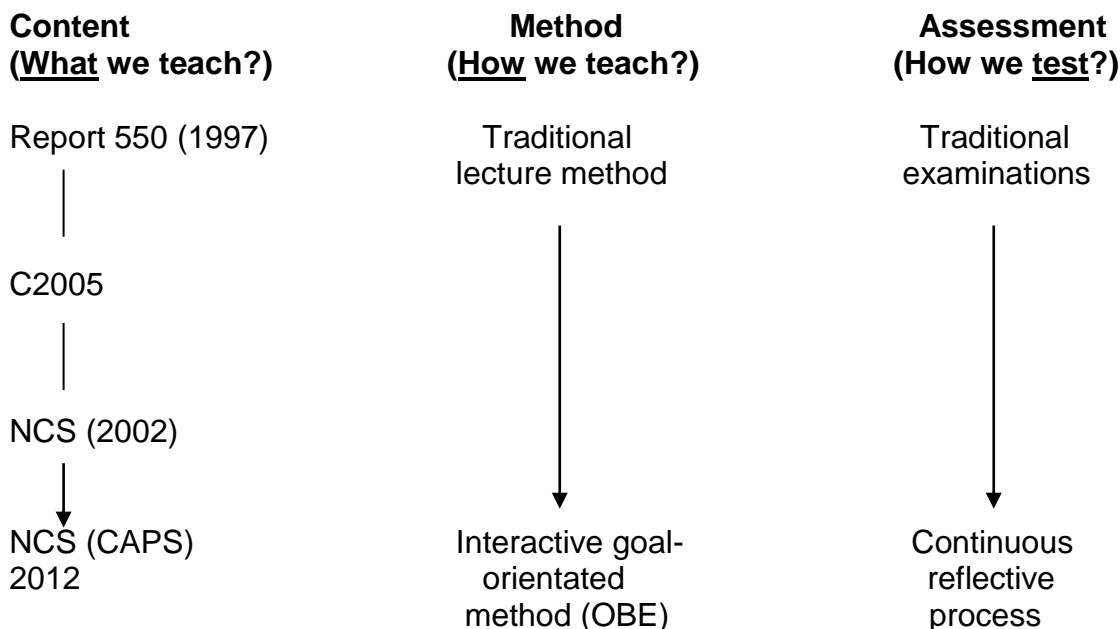 Content
(What we teach?)
Method
(How we teach?)
Assessment
(How we test?)
Report 550 (1997)
C2005
NCS (2002)
NCS (CAPS)
2012
Traditional
lecture method
Interactive goal-
orientated
method (OBE)
Traditional
examinations
Continuous
reflective
process